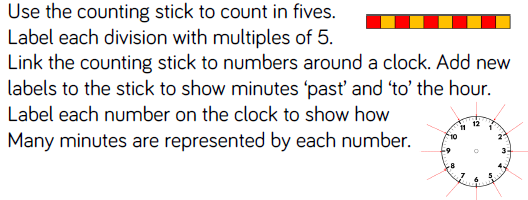 Use the counting stick to count in fives.
Label each division with multiples of 5.
Link the counting stick to numbers around a clock. Add new
labels to the stick to show minutes ‘past’ and ‘to’ the hour.
Label each number on the clock to show how
Many minutes are represented by each number.
12
1
2
3
4
5
6
7
8
9
10
11